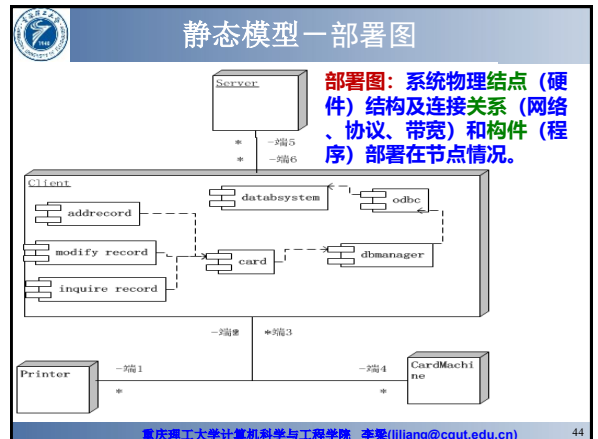 静态模型－部署图
部署图：系统物理结点（硬
件）结构及连接关系（网络
、协议、带宽）和构件（程
序）部署在节点情况。
Server
* －端5
* －端6
Client
databsystem
odbc
addrecord
modify record
card
dbmanager
inquire record
*端3
Printer
－端1
*
－端4
*
CardMachi
ne
重庆理工大学计算机科学与工程学院 李梁(liliang@cqut.edu.cn)
44